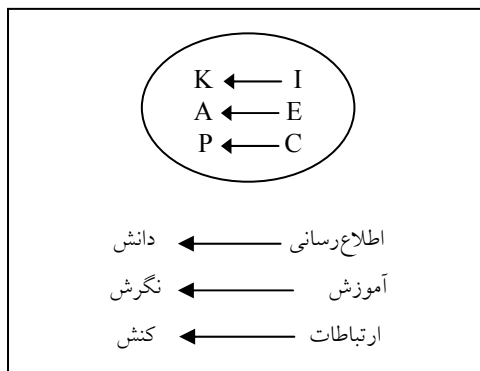 K I
A E
P C
اطلاع‌رسانی دانش
آموزش نگرش
ارتباطات کنش